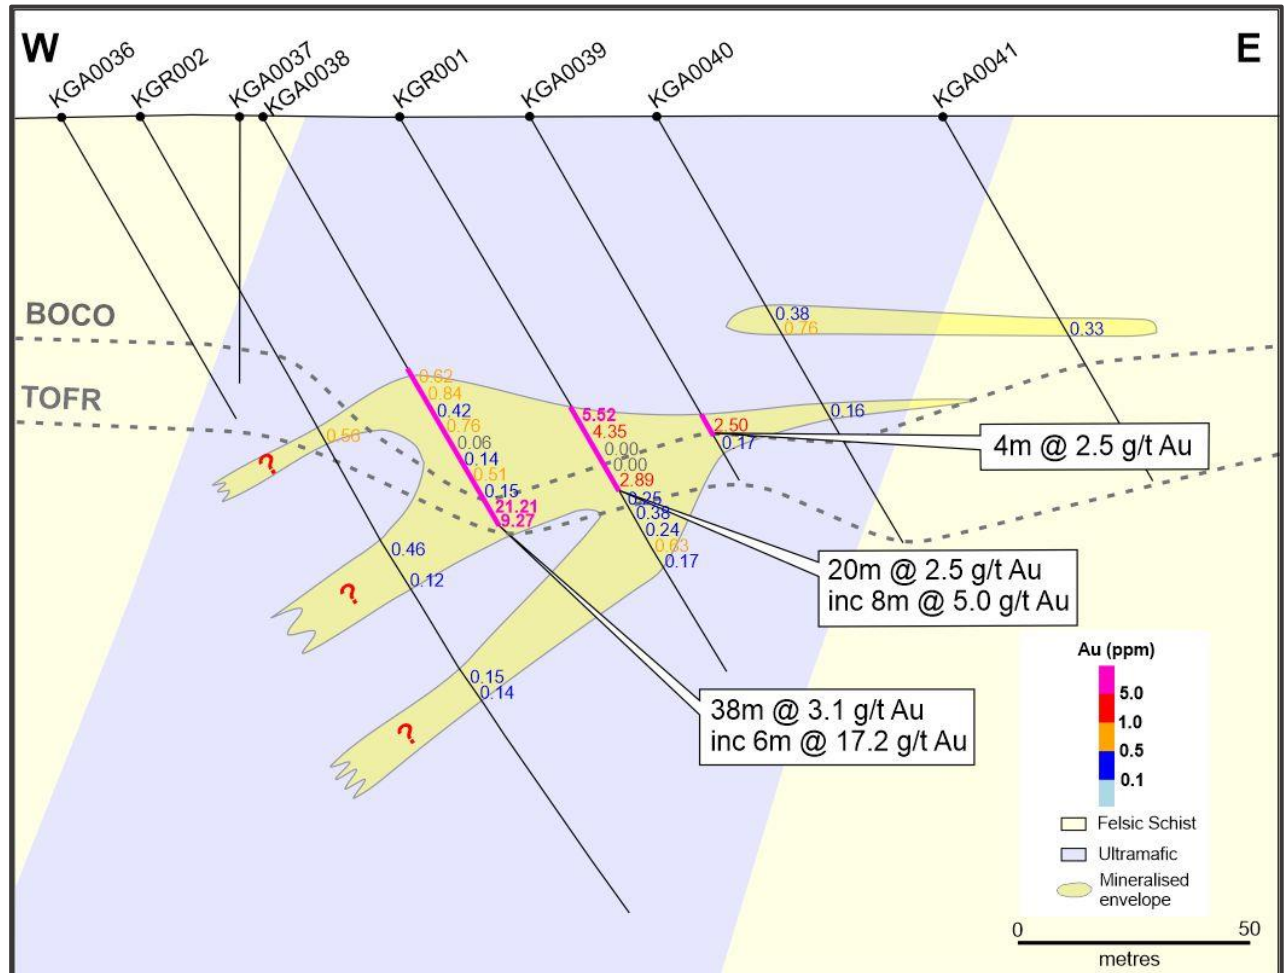 W
E
KGA0036
KGR002
KGA0037
KGA0038
KGR001
KGA0039
KGA0040
KGA0041
BOCO
TOFR
0.38
0.76
0.33
0.62
0.84
0.42
0.76
0.06
0.14
0.51
0.15
21.21
9.27
0.56
?
5.52
4.35
0.00
0.00
2.89
0.25
0.38
0.24
0.63
0.17
2.50
0.17
0.16
4m @ 2.5 g/t Au
0.46
0.12
?
20m @ 2.5 g/t Au
inc 8m @ 5.0 g/t Au
0.15
0.14
?
38m @ 3.1 g/t Au
inc 6m @ 17.2 g/t Au
Au (ppm)
5.0
1.0
0.5
0.1
Felsic Schist
Ultramafic
Mineralised
envelope
0 50
metres